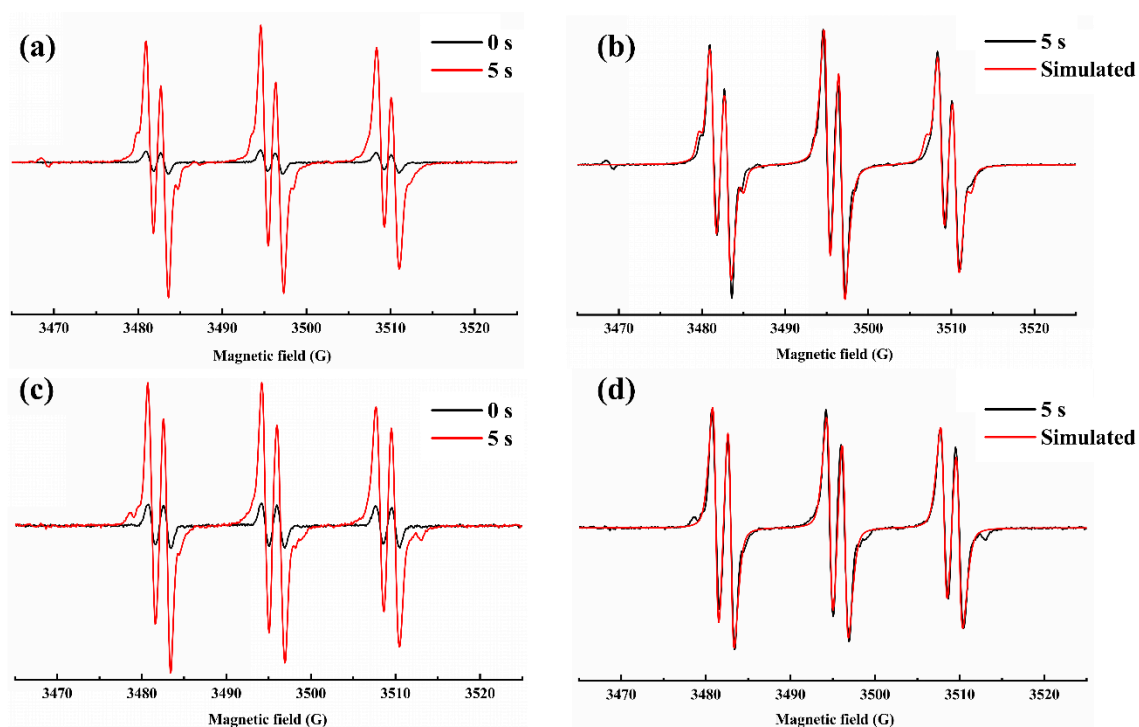 (a)
0 s
5 s
3470 3480 3490 3500 3510 3520
Magnetic field (G)
(b)
5 s
Simulated
3470 3480 3490 3500 3510 3520
Magnetic field (G)
(c)
0 s
5 s
3470 3480 3490 3500 3510 3520
Magnetic field (G)
(d)
5 s
Simulated
3470 3480 3490 3500 3510 3520
Magnetic field (G)